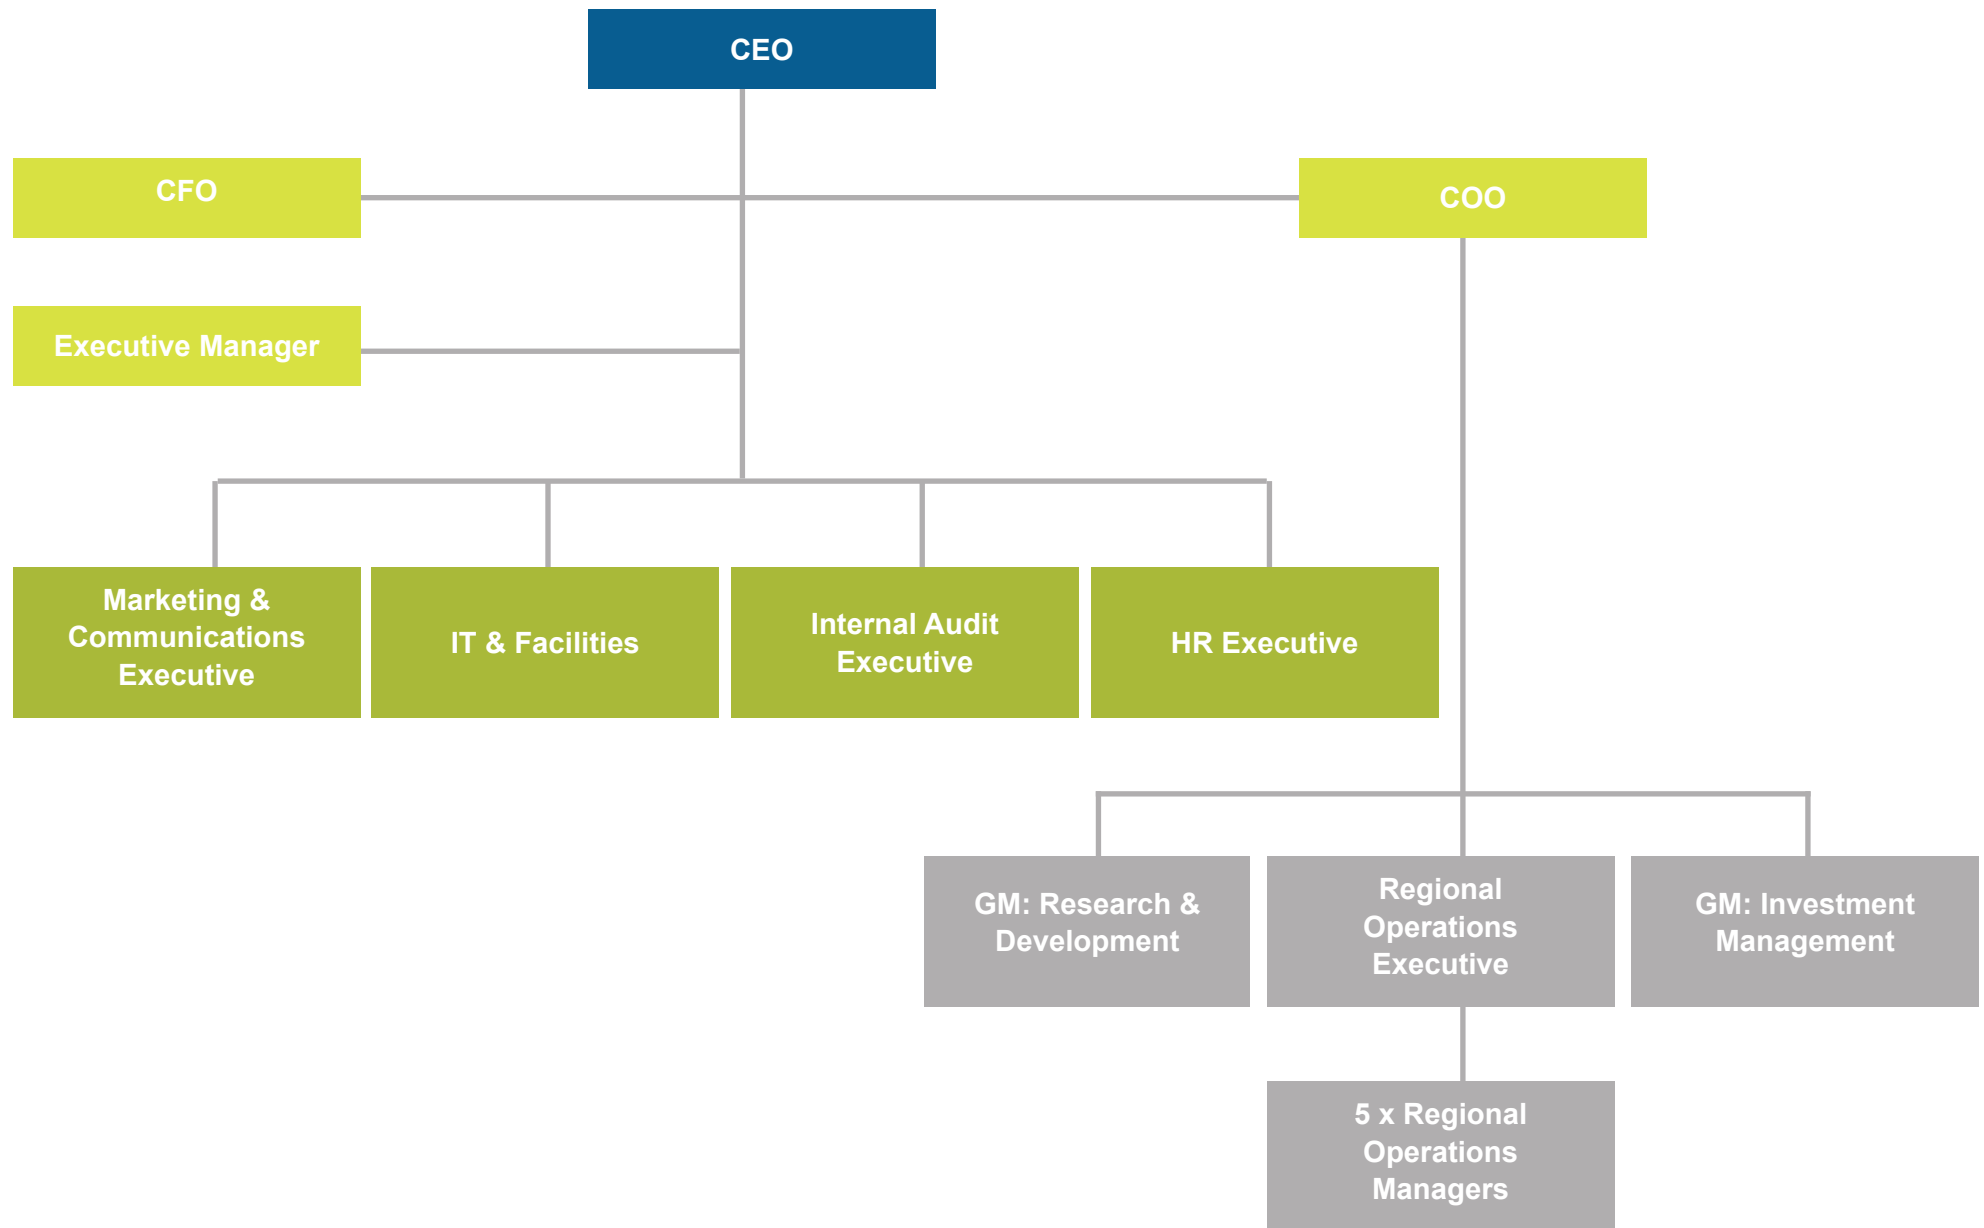 CEO
CFO
COO
Executive Manager
Marketing &
Communications
Executive
IT & Facilities
Internal Audit
Executive
HR Executive
GM: Research &
Development
Regional
Operations
Executive
GM: Investment
Management
5 x Regional
Operations
Managers